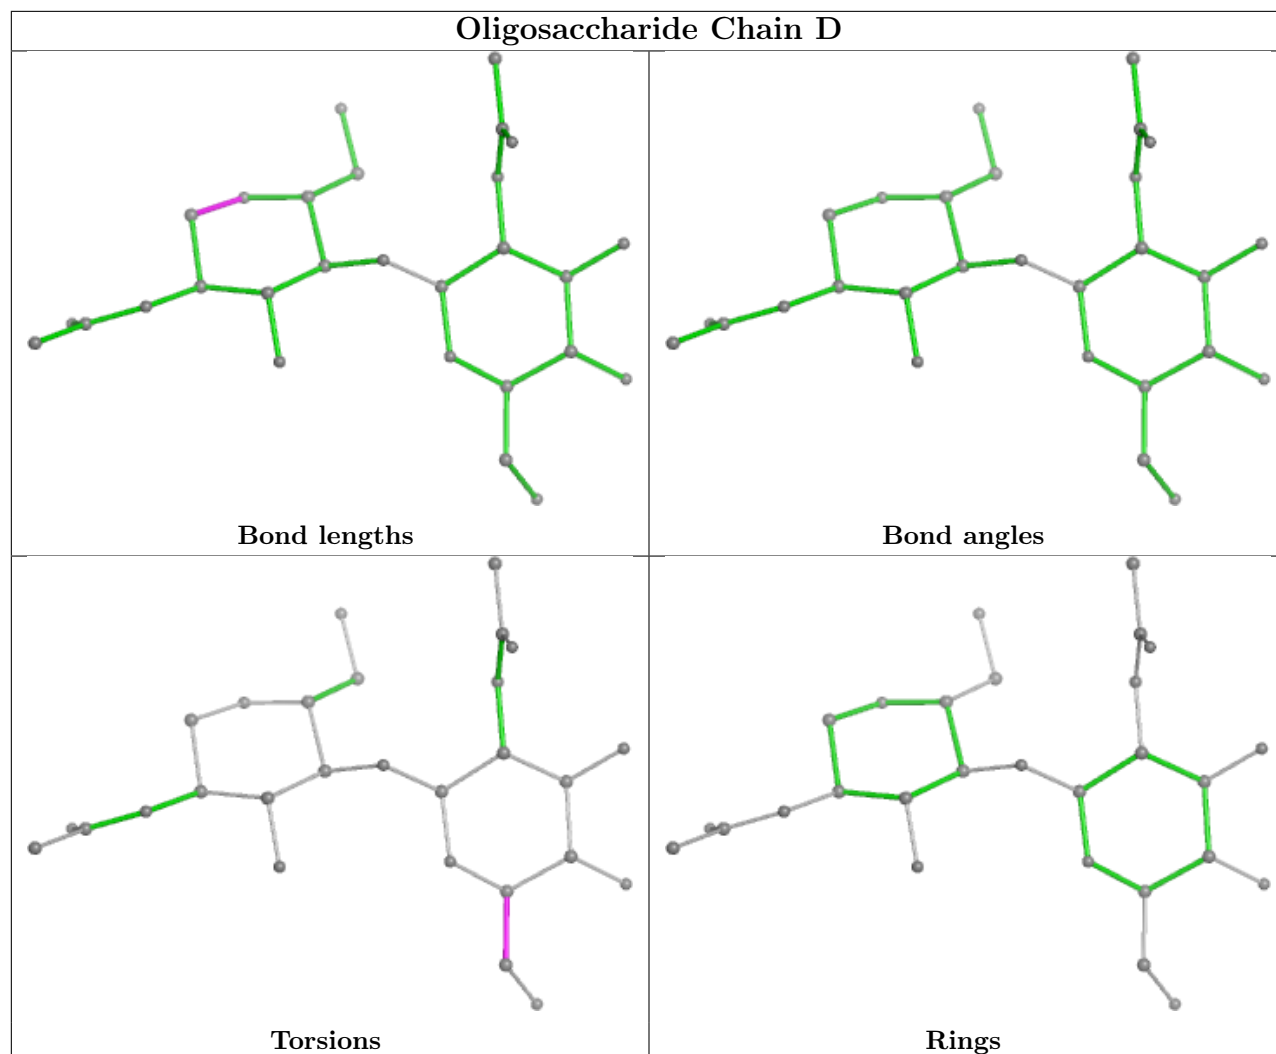 Oligosaccharide Chain D
Bond lengths
Bond angles
Torsions
Rings